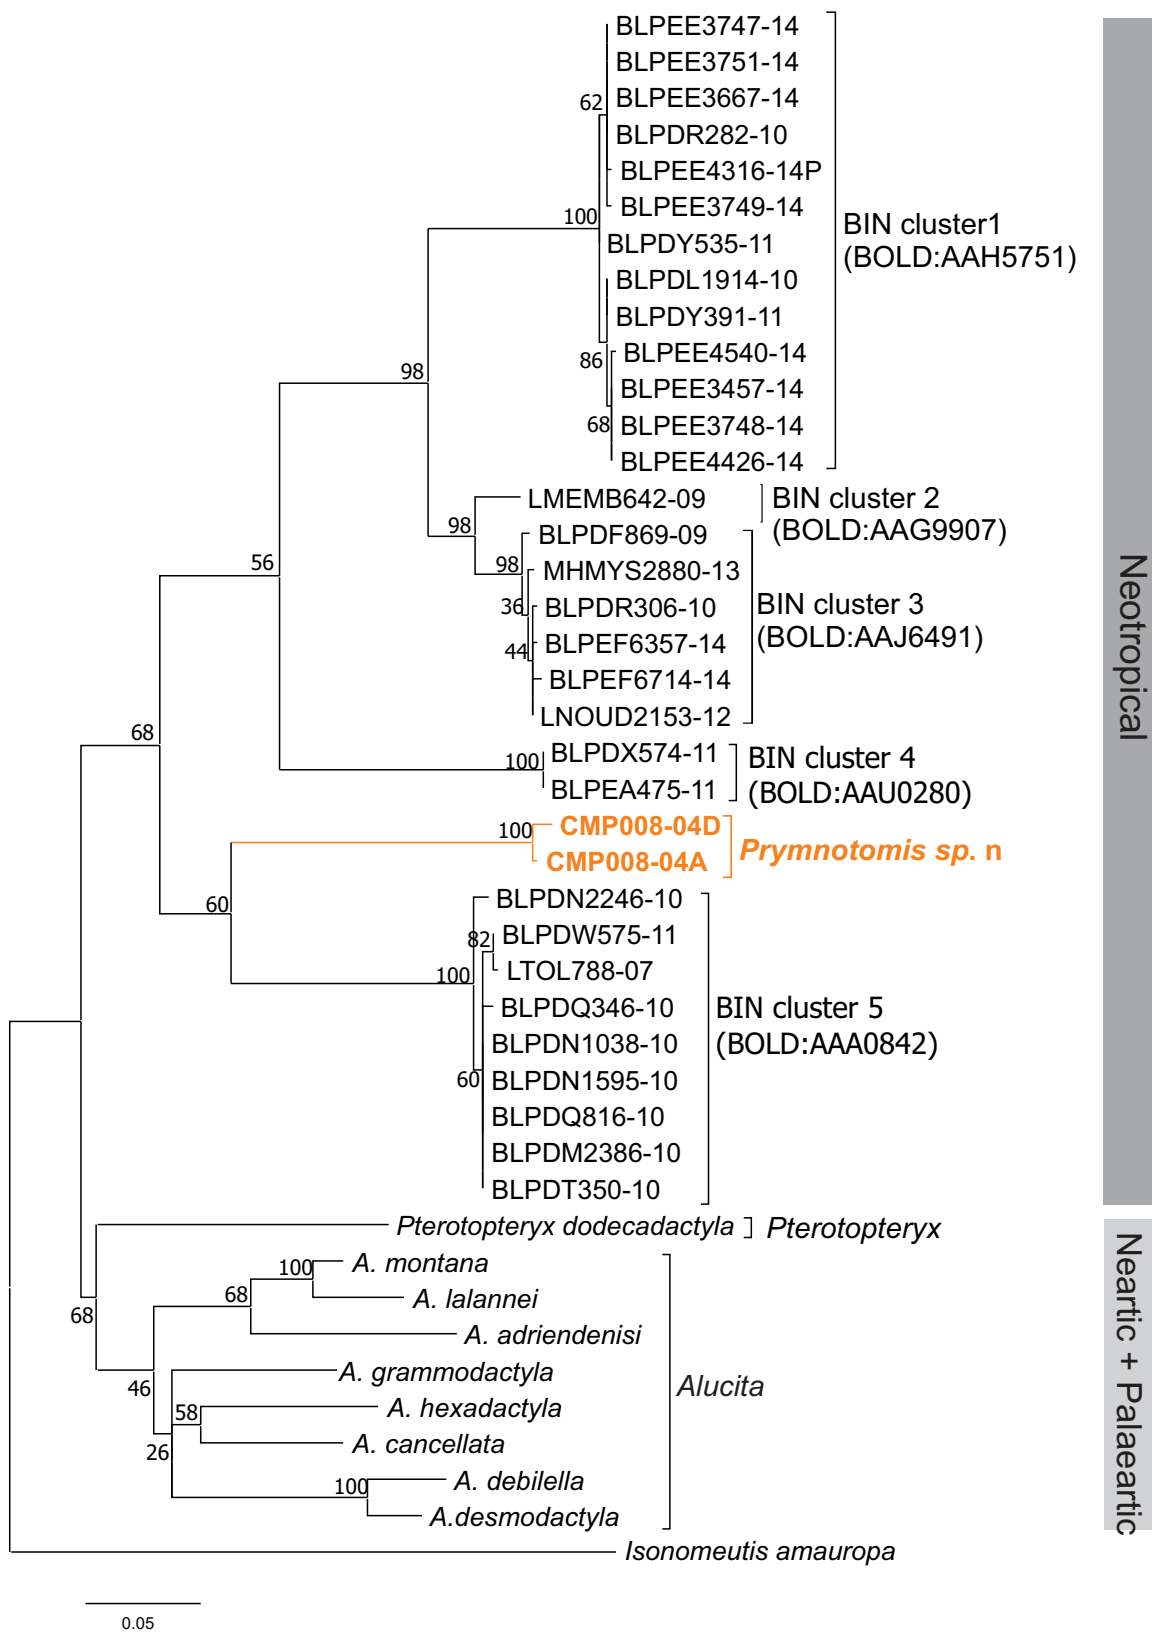 BLPEE3747-14
BLPEE3751-14
62
BLPEE3667-14
BLPDR282-10
BLPEE4316-14P
100
BLPEE3749-14
BIN cluster1
(BOLD:AAH5751)
BLPDY535-11
BLPDL1914-10
BLPDY391-11
86
BLPEE4540-14
98
BLPEE3457-14
68
BLPEE3748-14
BLPEE4426-14
LMEMB642-09
BIN cluster 2
(BOLD:AAG9907)
98
BLPDF869-09
98
MHMYS2880-13
56
36
BLPDR306-10
BIN cluster 3
(BOLD:AAJ6491)
44
BLPEF6357-14
BLPEF6714-14
LNOUD2153-12
68
100
BLPDX574-11
BIN cluster 4
(BOLD:AAU0280)
BLPEA475-11
100
CMP008-04D
Prymnotomis sp. n
CMP008-04A
60
BLPDN2246-10
82
BLPDW575-11
100
LTOL788-07
BLPDQ346-10
BIN cluster 5
(BOLD:AAA0842)
BLPDN1038-10
60
BLPDN1595-10
BLPDQ816-10
BLPDM2386-10
BLPDT350-10
Neotropical
Pterotopteryx dodecadactyla
Pterotopteryx
68
100
A. montana
68
A. lalannei
A. adriendenisi
46
A. grammodactyla
Alucita
58
A. hexadactyla
26
A. cancellata
100
A. debilella
A.desmodactyla
Neartic + Palaeartic
Isonomeutis amauropa
0.05